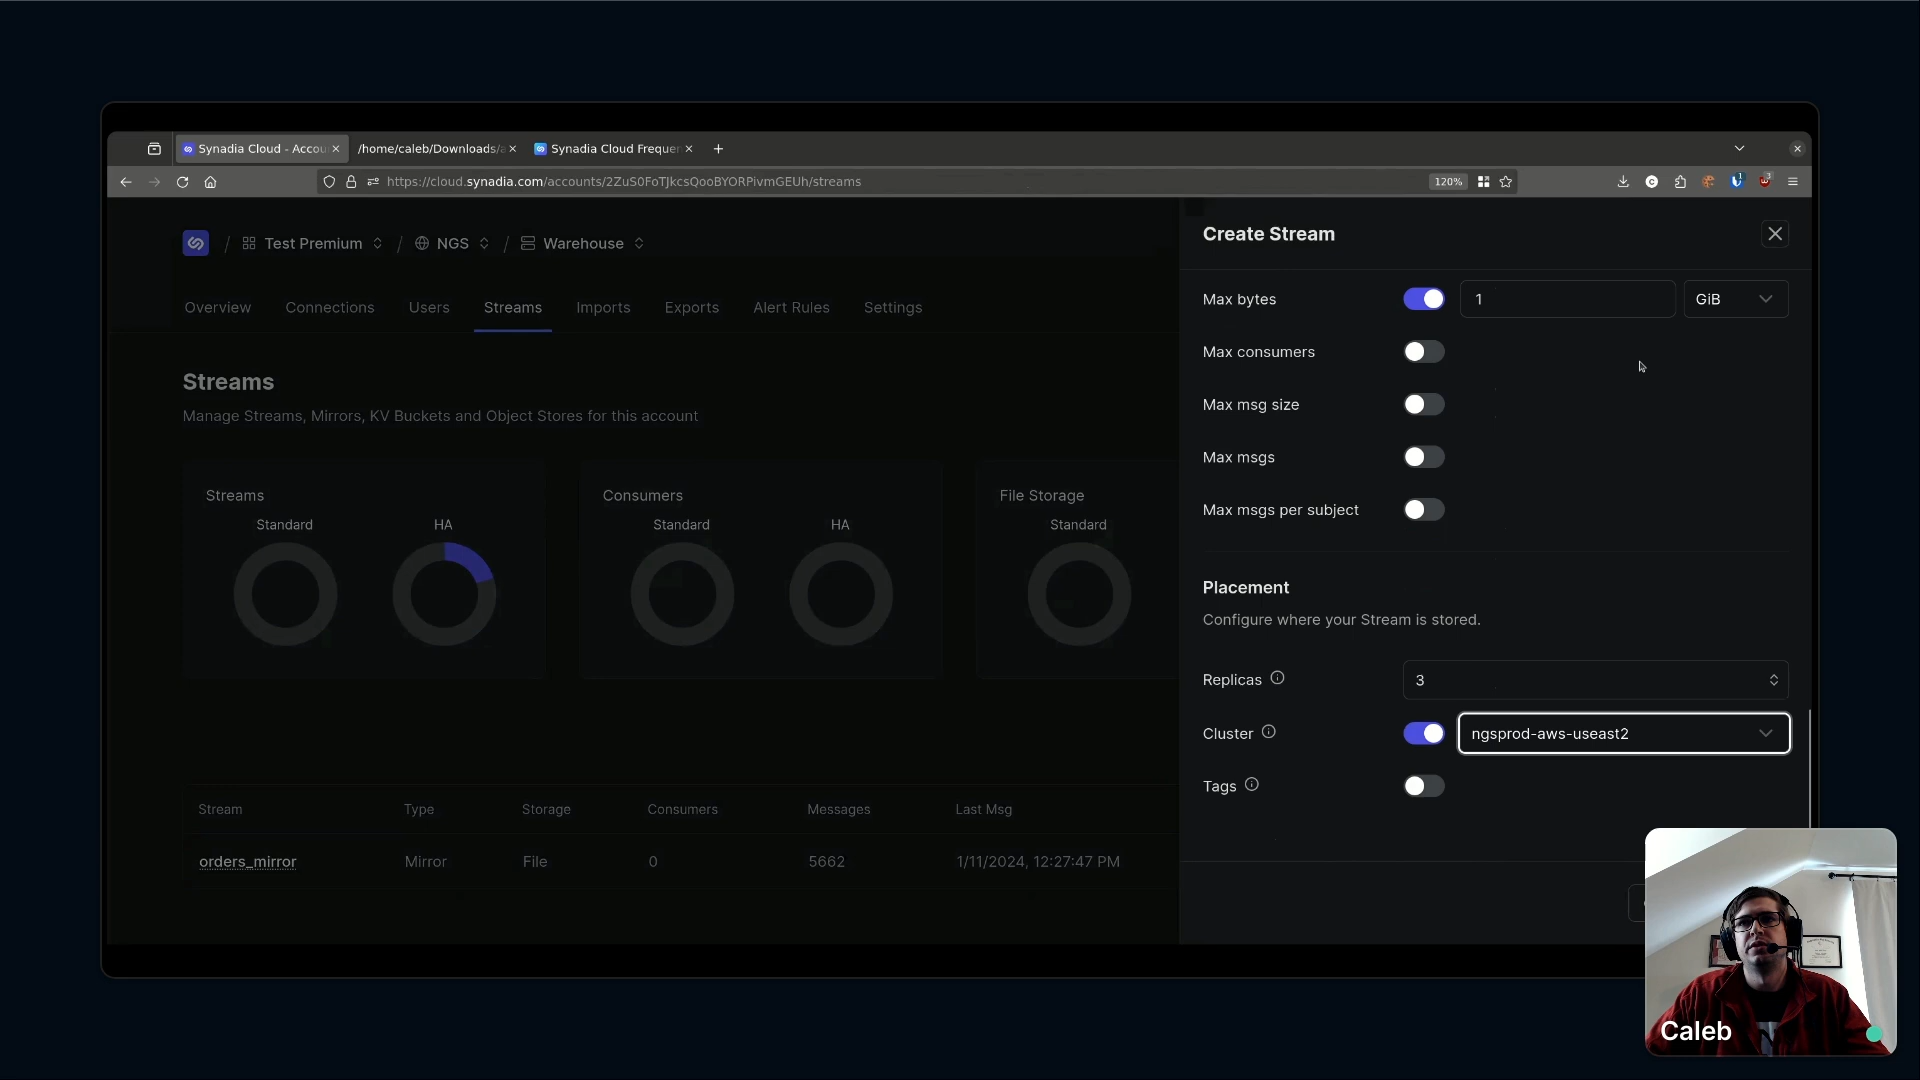 Synadia Cloud - Accou
/home/caleb/Downloads/a
Synadia Cloud Frequer
https://cloud.synadia.com/accounts/2ZuS0FoTJkcsQooBYORPivmGEUh/streams
120%
1
3
/ Test Premium / NGS / Warehouse
Overview Connections Users Streams Imports Exports Alert Rules Settings
Streams
Manage Streams, Mirrors, KV Buckets and Object Stores for this account
Streams
Standard HA
Consumers
Standard HA
File Storage
Standard
Stream Type Storage Consumers Messages Last Msg
orders_mirror Mirror File 0 5662 1/11/2024, 12:27:47 PM
Create Stream
Max bytes 1 GiB
Max consumers
Max msg size
Max msgs
Max msgs per subject
Placement
Configure where your Stream is stored.
Replicas 3
Cluster ngsprod-aws-useast2
Tags
Caleb